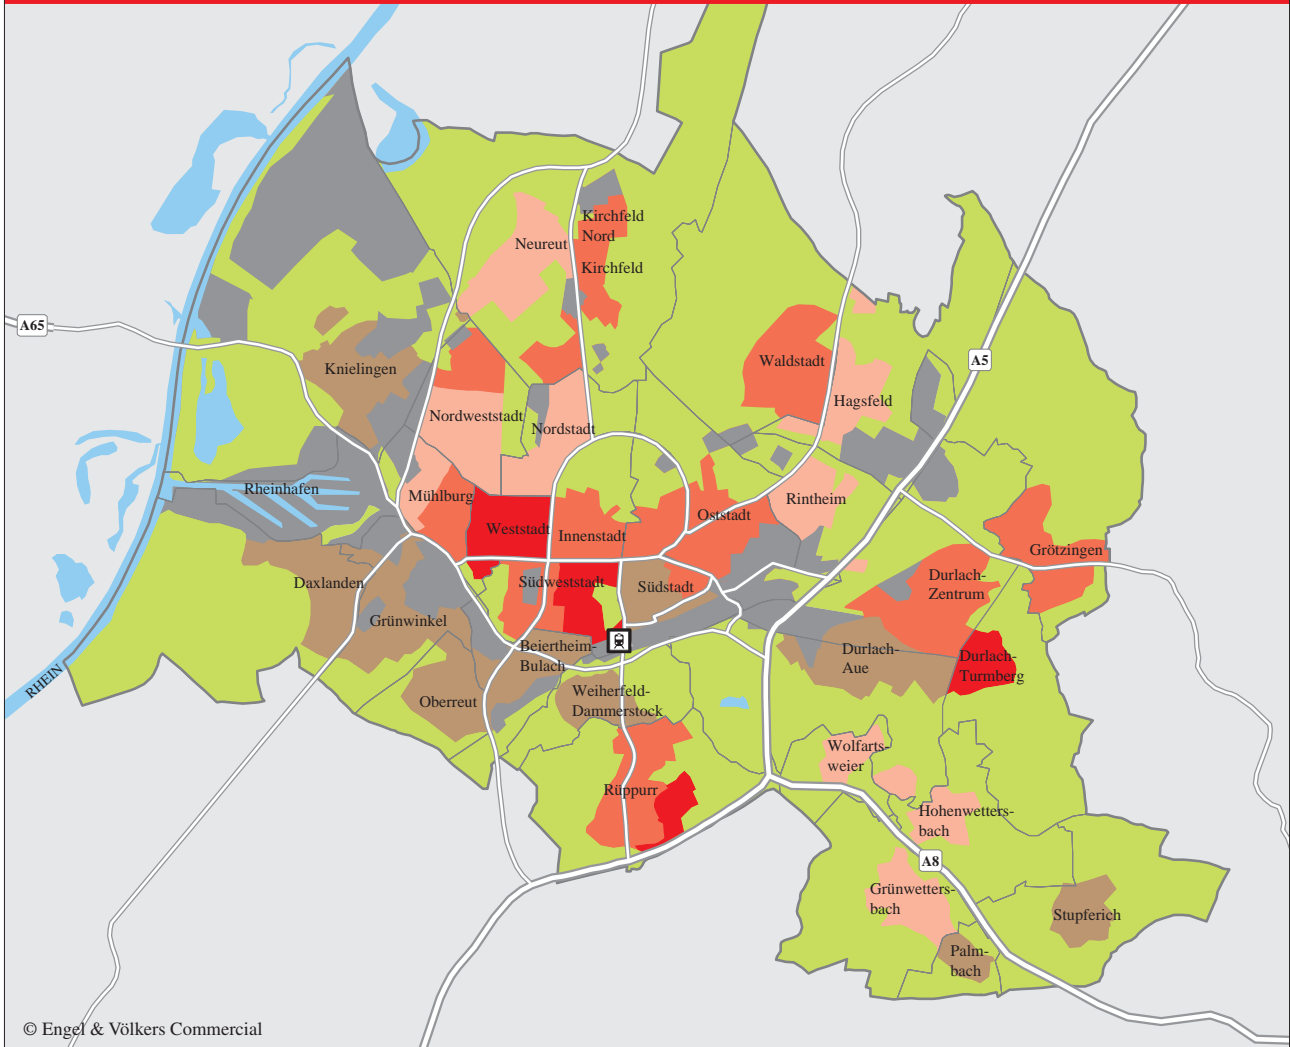 Kirchfeld
Nord
Neureut
Kirchfeld
A65
A5
Knielingen
Waldstadt
Hagsfeld
Nordweststadt
Nordstadt
Rheinhafen
Mühlburg
Rintheim
Weststadt
Innenstadt
Oststadt
Grötzingen
Daxlanden
Südweststadt
Südstadt
Durlach-
Zentrum
Grünwinkel
Beiertheim-
Bulach
Durlach-
Aue
Durlach-
Turmberg
RHEIN
Oberreut
Weiherfeld-
Dammerstock
Wolfarts-
weier
Rüppurr
Hohenwetters-
bach
A8
Grünwetters-
bach
Stupferich
Palm-
bach
© Engel & Völkers Commercial